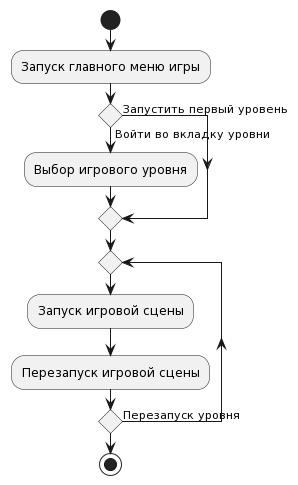 Запуск главного меню игры
Запустить первый уровень
Войти во вкладку уровни
Выбор игрового уровня
Запуск игровой сцены
Перезапуск игровой сцены
Перезапуск уровня